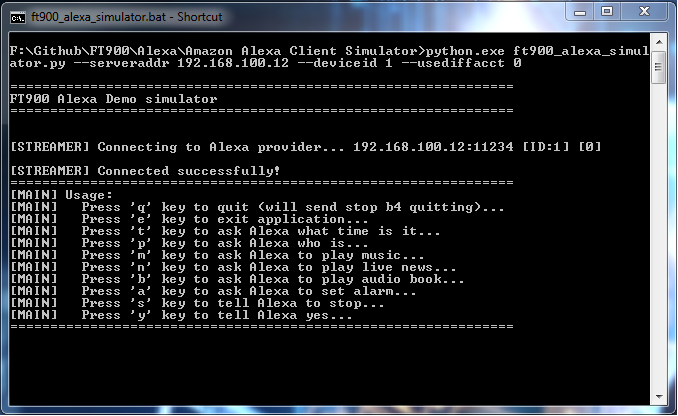 ft900_alexa_simulator.bat - Shortcut
F:\Github\FT900\Alexa\Amazon Alexa Client Simulator>python.exe ft900_alexa_simul
ator.py --serveraddr 192.168.100.12 --deviceid 1 --usediffacct 0
================================================================
FT900 Alexa Demo simulator
================================================================
[STREAMER] Connecting to Alexa provider... 192.168.100.12:11234 [ID:1] [0]
[STREAMER] Connected successfully!
================================================================
[MAIN] Usage:
[MAIN]   Press 'q' key to quit (will send stop b4 quitting)...
[MAIN]   Press 'e' key to exit application...
[MAIN]   Press 't' key to ask Alexa what time is it...
[MAIN]   Press 'p' key to ask Alexa who is...
[MAIN]   Press 'm' key to ask Alexa to play music...
[MAIN]   Press 'n' key to ask Alexa to play live news...
[MAIN]   Press 'b' key to ask Alexa to play audio book...
[MAIN]   Press 'a' key to ask Alexa to set alarm...
[MAIN]   Press 's' key to tell Alexa to stop...
[MAIN]   Press 'y' key to tell Alexa yes...
================================================================